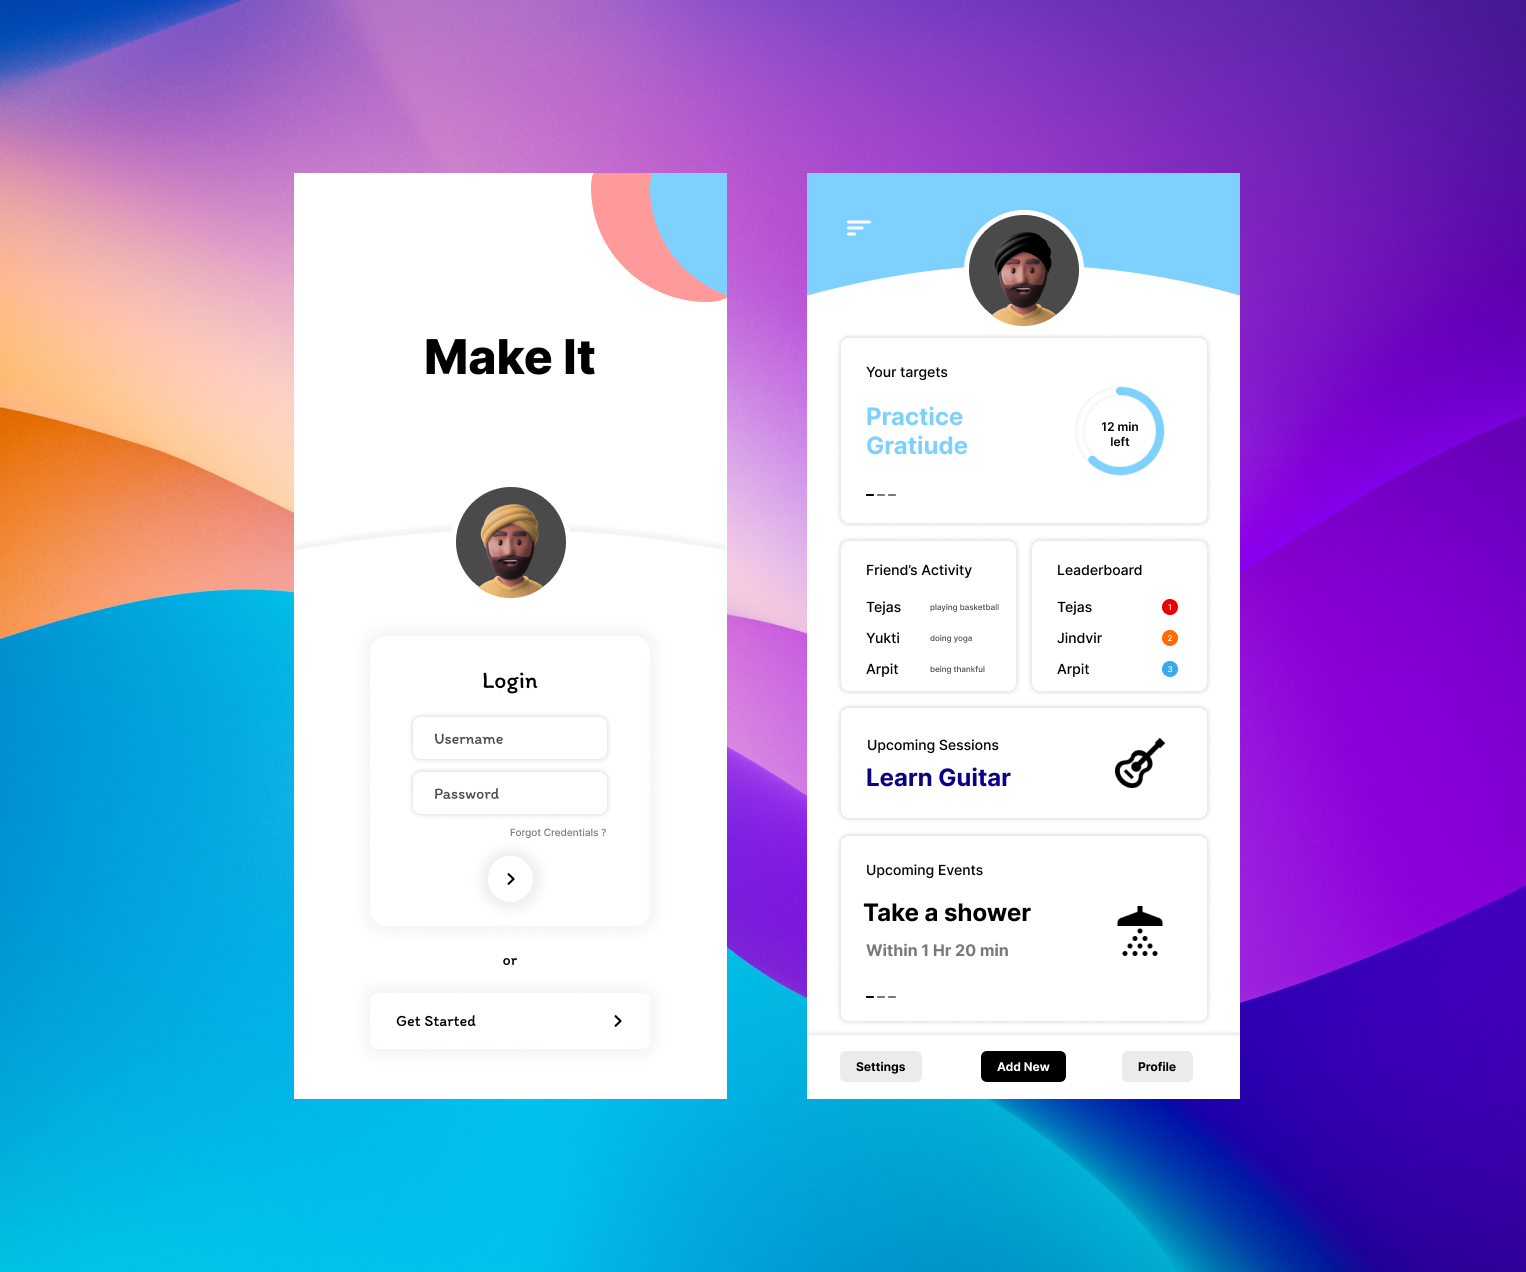 Make It
Login
Username
Password
Forgot Credentials ?
or
Get Started
Your targets
Practice
Gratiude
12 min
left
Friend's Activity
Tejas playing basketball
Yukti doing yoga
Arpit being thankful
Leaderboard
Tejas 1
Jindvir 2
Arpit 3
Upcoming Sessions
Learn Guitar
Upcoming Events
Take a shower
Within 1 Hr 20 min
Settings
Add New
Profile